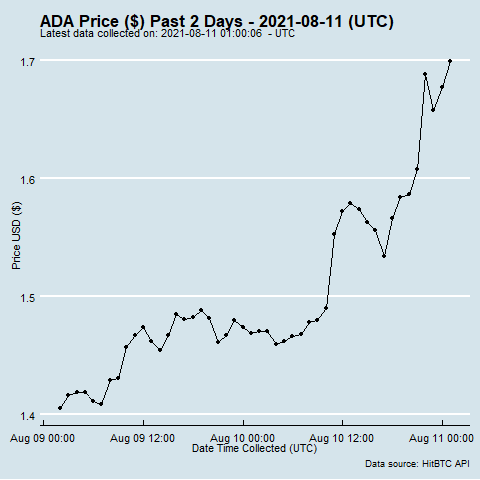 ADA Price ($) Past 2 Days - 2021-08-11 (UTC)
Latest data collected on: 2021-08-11 01:00:06  - UTC
1.7
1.6
1.5
1.4
Price USD ($)
Aug 09 00:00
Aug 09 12:00
Aug 10 00:00
Aug 10 12:00
Aug 11 00:00
Date Time Collected (UTC)
Data source: HitBTC API